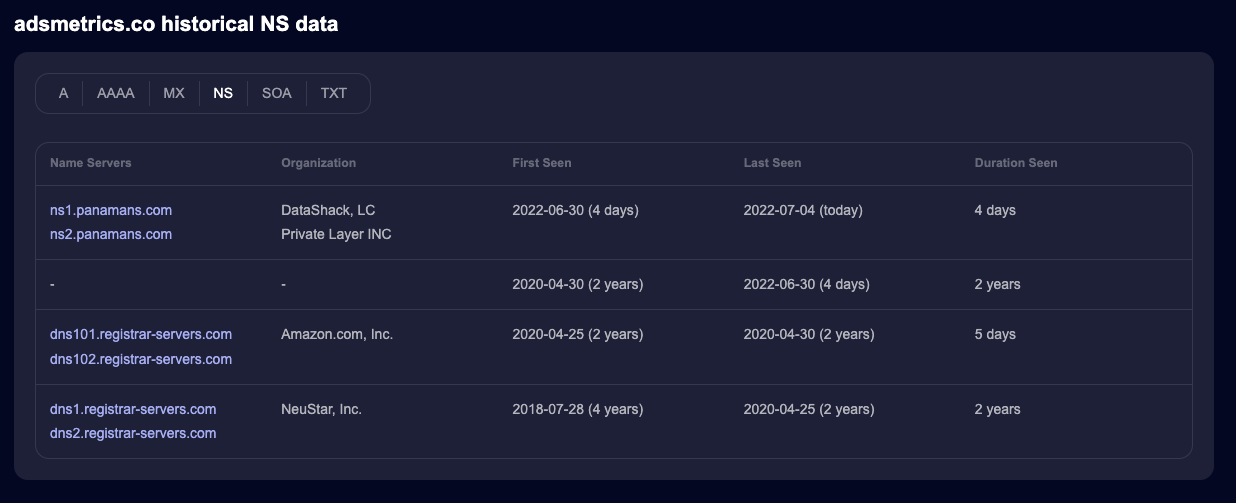 adsmetrics.co historical NS data
A AAAA MX NS SOA TXT
Name Servers Organization First Seen Last Seen Duration Seen
ns1.panamans.com DataShack, LC 2022-06-30 (4 days) 2022-07-04 (today) 4 days
ns2.panamans.com Private Layer INC
- - 2020-04-30 (2 years) 2022-06-30 (4 days) 2 years
dns101.registrar-servers.com Amazon.com, Inc. 2020-04-25 (2 years) 2020-04-30 (2 years) 5 days
dns102.registrar-servers.com
dns1.registrar-servers.com NeuStar, Inc. 2018-07-28 (4 years) 2020-04-25 (2 years) 2 years
dns2.registrar-servers.com